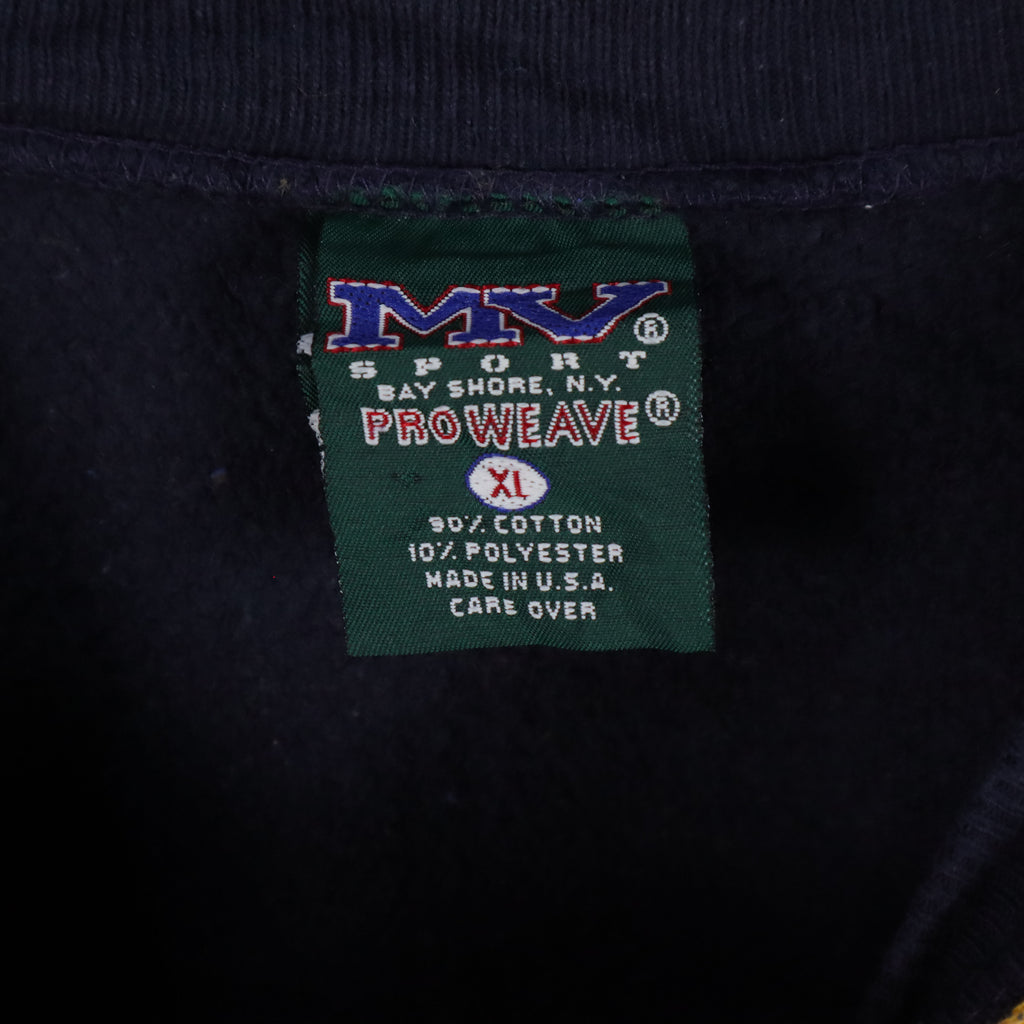 MV®
SPORT
BAY SHORE, N.Y.
PROWEAVE®
XL
90% COTTON
10% POLYESTER
MADE IN U.S.A.
CARE OVER